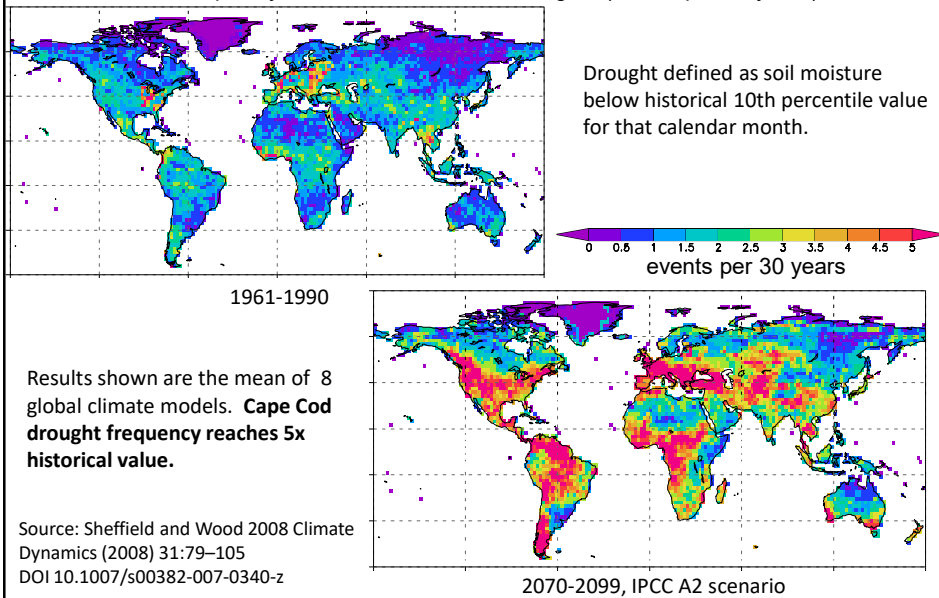 Drought defined as soil moisture
below historical 10th percentile value
for that calendar month.
0 0.5 1 1.5 2 2.5 3 3.5 4 4.5 5
events per 30 years
1961-1990
Results shown are the mean of 8
global climate models. Cape Cod
drought frequency reaches 5x
historical value.
Source: Sheffield and Wood 2008 Climate
Dynamics (2008) 31:79–105
DOI 10.1007/s00382-007-0340-z
2070-2099, IPCC A2 scenario